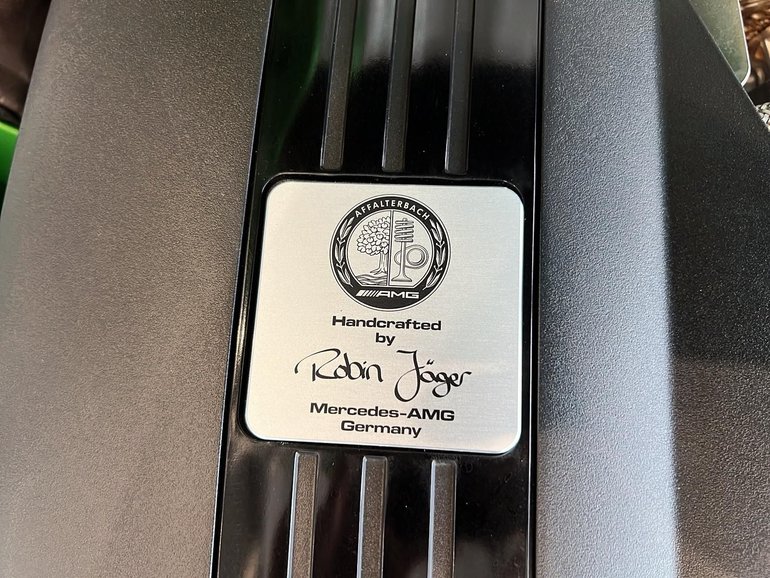 AFFALTERBACH
AMG
Handcrafted
by
Robin Jäger
Mercedes-AMG
Germany